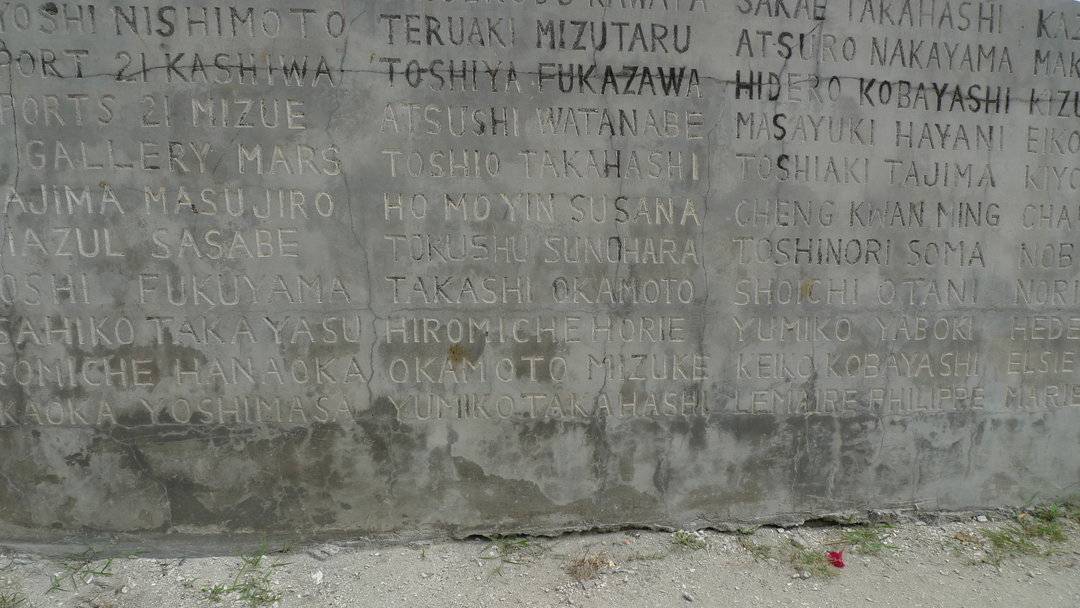 YOSHI NISHIMOTO TERUAKI MIZUTARU SAKAE TAKAHASHI
PORT 21 KASHIWA TOSHIYA FUKAZAWA ATSURO NAKAYAMA
PORTS 21 MIZUE ATSUSHI WATANABE HIDERO KOBAYASHI
GALLERY MARS TOSHIO TAKAHASHI MASAYUKI HAYANI
AJIMA MASUJIRO HO MOYIN SUSANA TOSHIAKI TAJIMA
SASABE TOKUSHU SUNOHARA CHENG KWAN MING
OSHI FUKUYAMA TAKASHI OKAMOTO TOSHINORI SOMA
SAHIKO TAKAYASU HIROMICHE HORIE SHOICHI OTANI
ROMICHE HANAOKA OKAMOTO MIZUKE YUMIKO YABOKI
KAOKA YOSHIMASA YUMIKO TAKAHASHI KEIKO KOBAYASHI ELSIE
LEMAIRE PHILIPPE MARIE